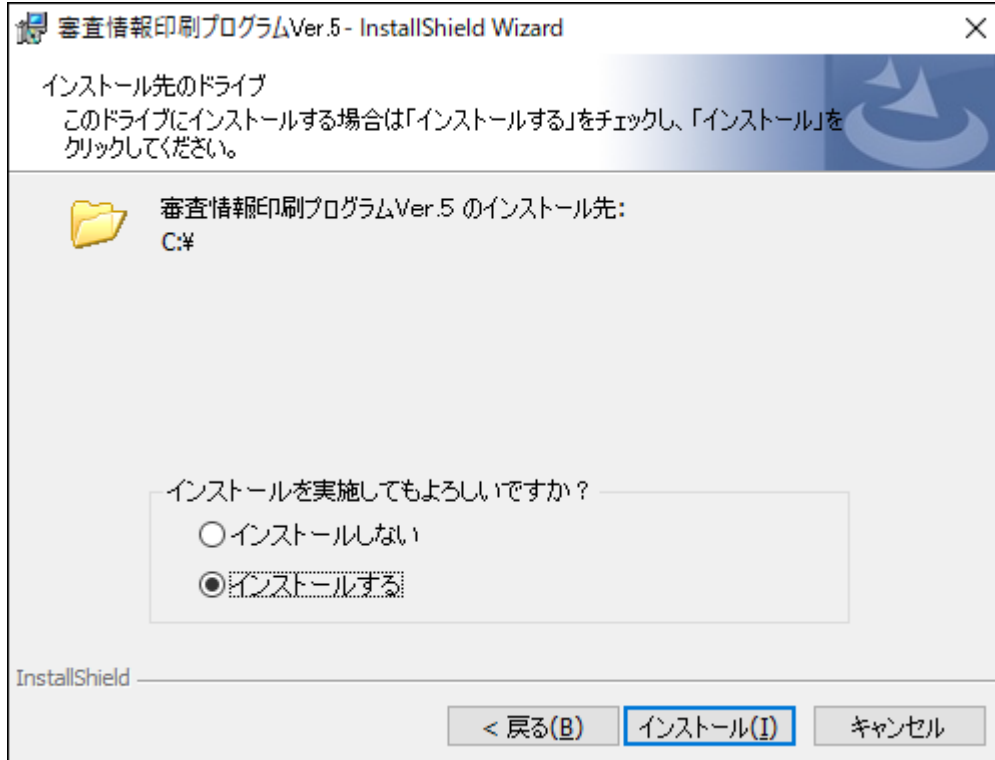 審査情報印刷プログラムVer.5 - InstallShield Wizard
インストール先のドライブ
このドライブにインストールする場合は「インストールする」をチェックし、「インストール」を
クリックしてください。
審査情報印刷プログラムVer.5 のインストール先:
C:¥
インストールを実施してもよろしいですか？
インストールしない
インストールする
InstallShield
< 戻る(B)
インストール(I)
キャンセル